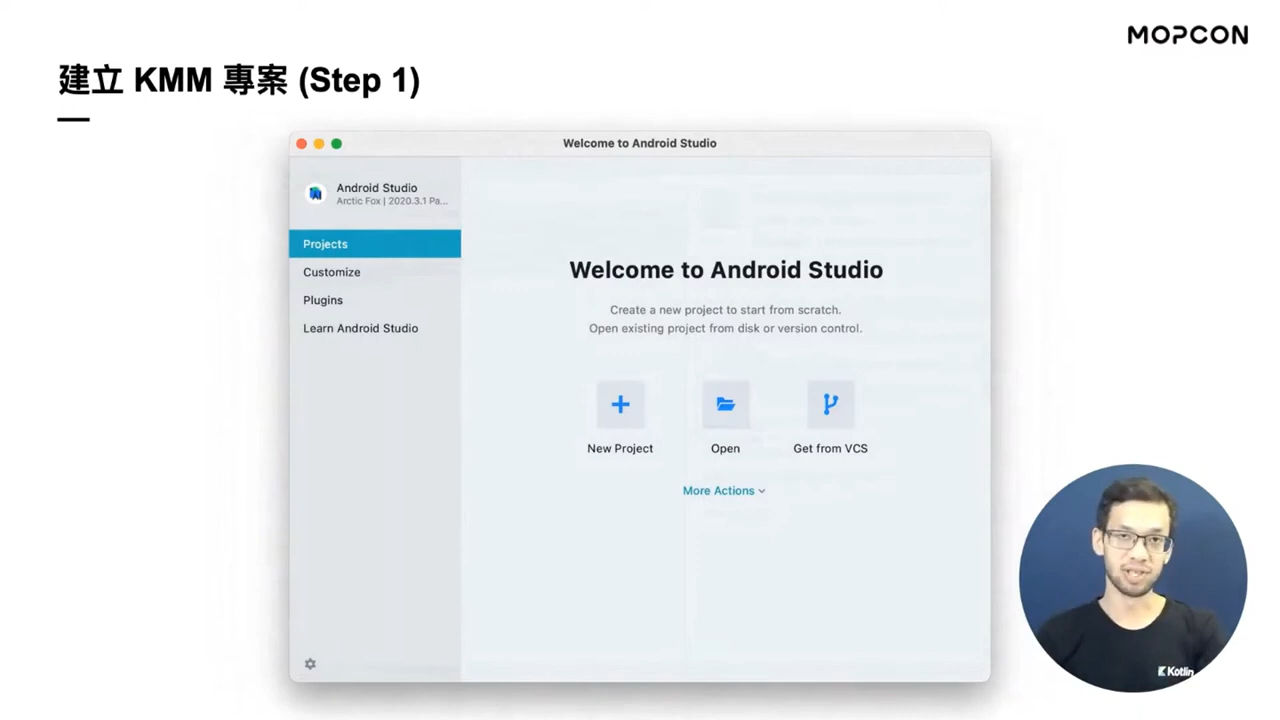 MOPCON
建立 KMM 專案 (Step 1)
Welcome to Android Studio
Android Studio
Arctic Fox | 2020.3.1 Pa...
Projects
Customize
Plugins
Learn Android Studio
Welcome to Android Studio
Create a new project to start from scratch.
Open existing project from disk or version control.
New Project
Open
Get from VCS
More Actions
Kotlin